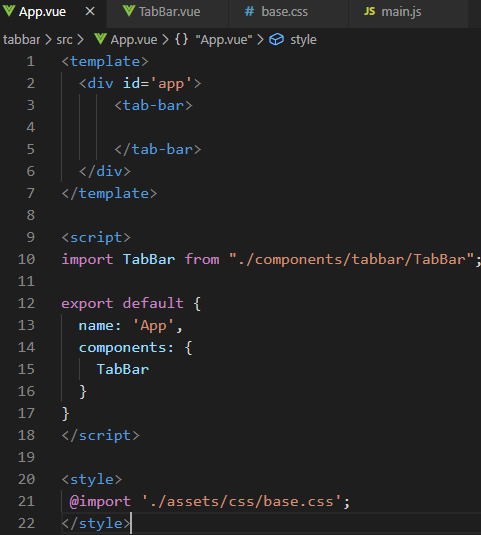 App.vue TabBar.vue # base.css JS main.js
tabbar > src > App.vue > {} "App.vue" > style
1 <template>
2 <div id='app'>
3 <tab-bar>
4
5 </tab-bar>
6 </div>
7 </template>
8
9 <script>
10 import TabBar from "./components/tabbar/TabBar";
11
12 export default {
13 name: 'App',
14 components: {
15 TabBar
16 }
17 }
18 </script>
19
20 <style>
21 @import './assets/css/base.css';
22 </style>